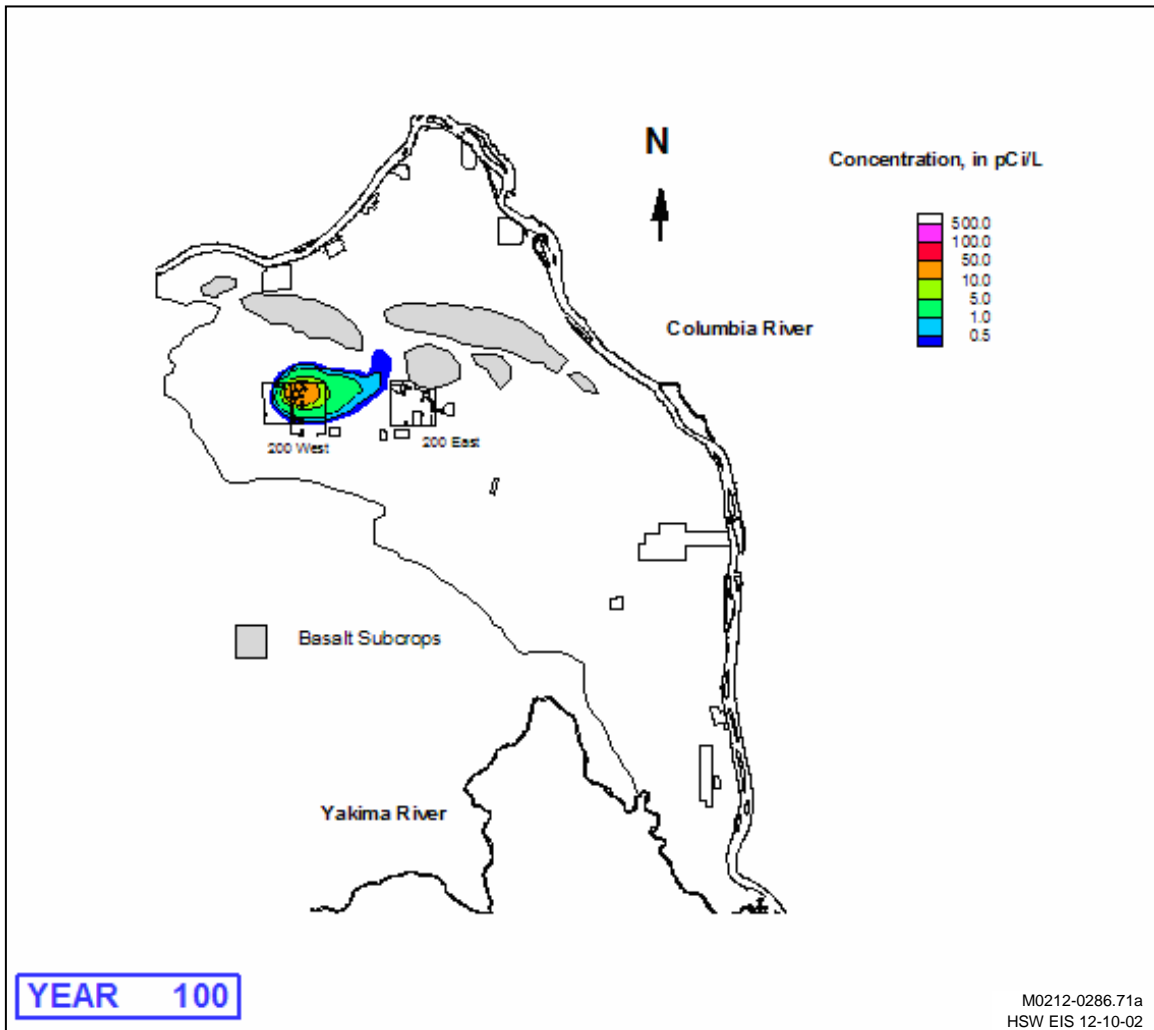 N
Concentration, in pCi/L
500.0
100.0
50.0
10.0
5.0
1.0
0.5
Columbia River
200 West
200 East
Basalt Subcrops
Yakima River
YEAR 100
M0212-0286.71a
HSW EIS 12-10-02